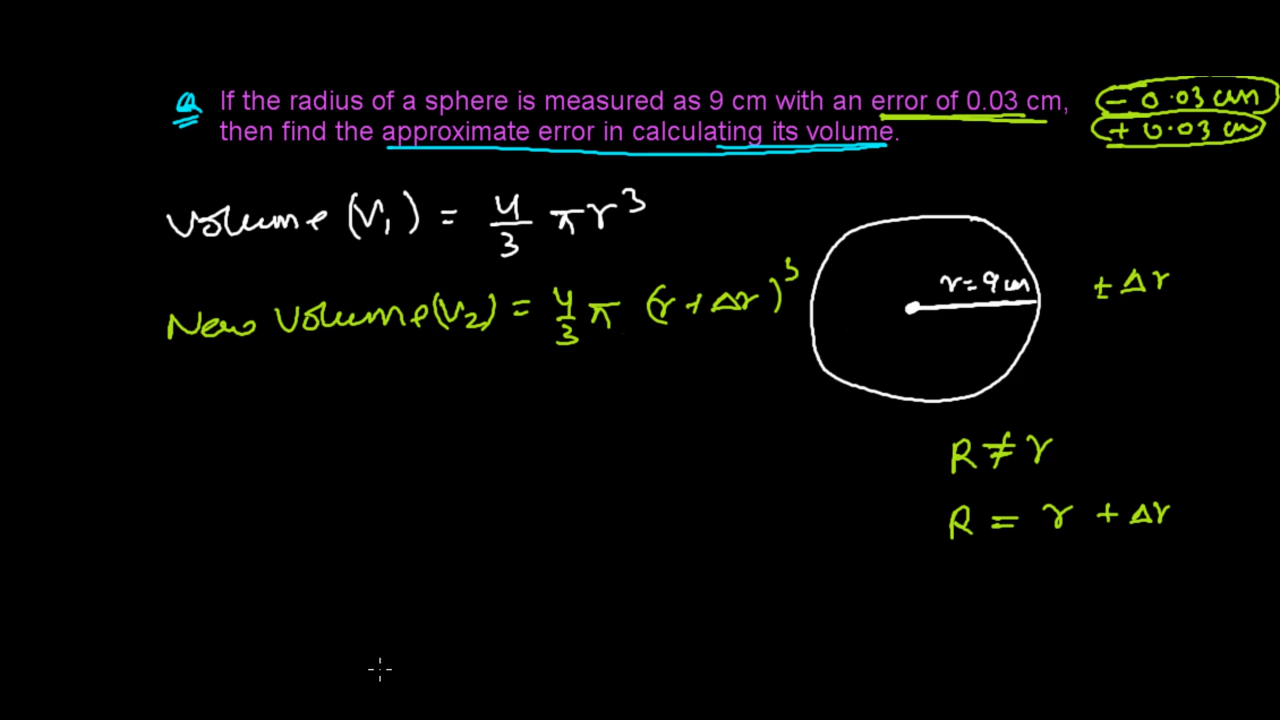 Q If the radius of a sphere is measured as 9 cm with an error of 0.03 cm,
then find the approximate error in calculating its volume.
- 0.03 cm
+ 0.03 cm
Volume (V₁) = 4/3 πr³
New Volume (V₂) = 4/3 π (r + Δr)³
r = 9 cm
± Δr
R ≠ r
R = r + Δr